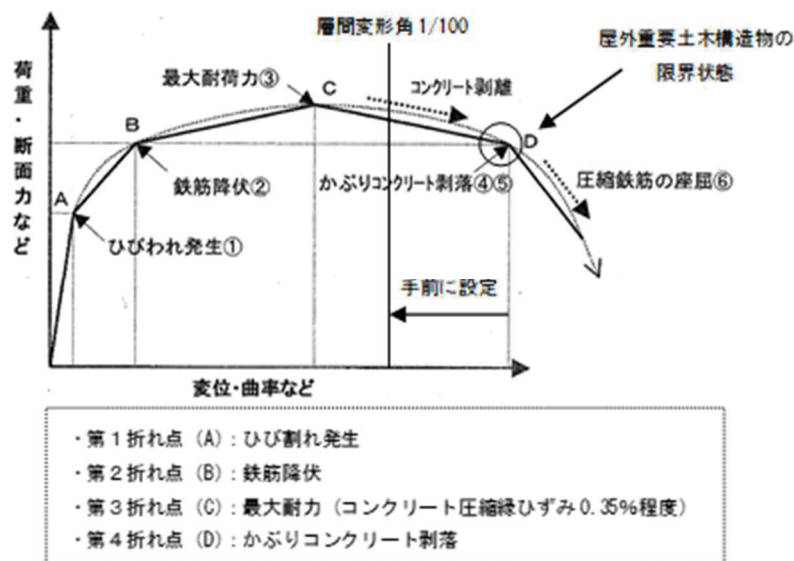 層間変形角1/100
屋外重要土木構造物の
限界状態
荷重・断面力など
最大耐荷力③
C
コンクリート剥離
B
D
鉄筋降伏②
かぶりコンクリート剥落④⑤
圧縮鉄筋の座屈⑥
A
ひびわれ発生①
手前に設定
変位・曲率など
・第1折れ点（A）：ひび割れ発生
・第2折れ点（B）：鉄筋降伏
・第3折れ点（C）：最大耐力（コンクリート圧縮縁ひずみ0.35%程度）
・第4折れ点（D）：かぶりコンクリート剥落